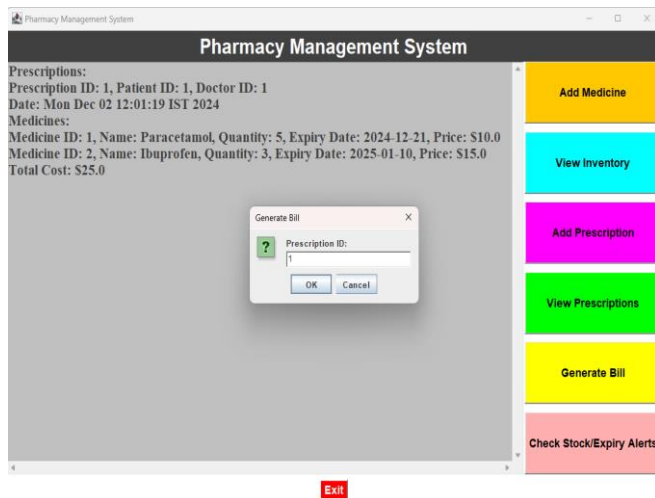 Pharmacy Management System
Pharmacy Management System
Prescriptions:
Prescription ID: 1, Patient ID: 1, Doctor ID: 1
Date: Mon Dec 02 12:01:19 IST 2024
Medicines:
Medicine ID: 1, Name: Paracetamol, Quantity: 5, Expiry Date: 2024-12-21, Price: $10.0
Medicine ID: 2, Name: Ibuprofen, Quantity: 3, Expiry Date: 2025-01-10, Price: $15.0
Total Cost: $25.0
Generate Bill
Prescription ID:
1
OK
Cancel
Add Medicine
View Inventory
Add Prescription
View Prescriptions
Generate Bill
Check Stock/Expiry Alerts
Exit